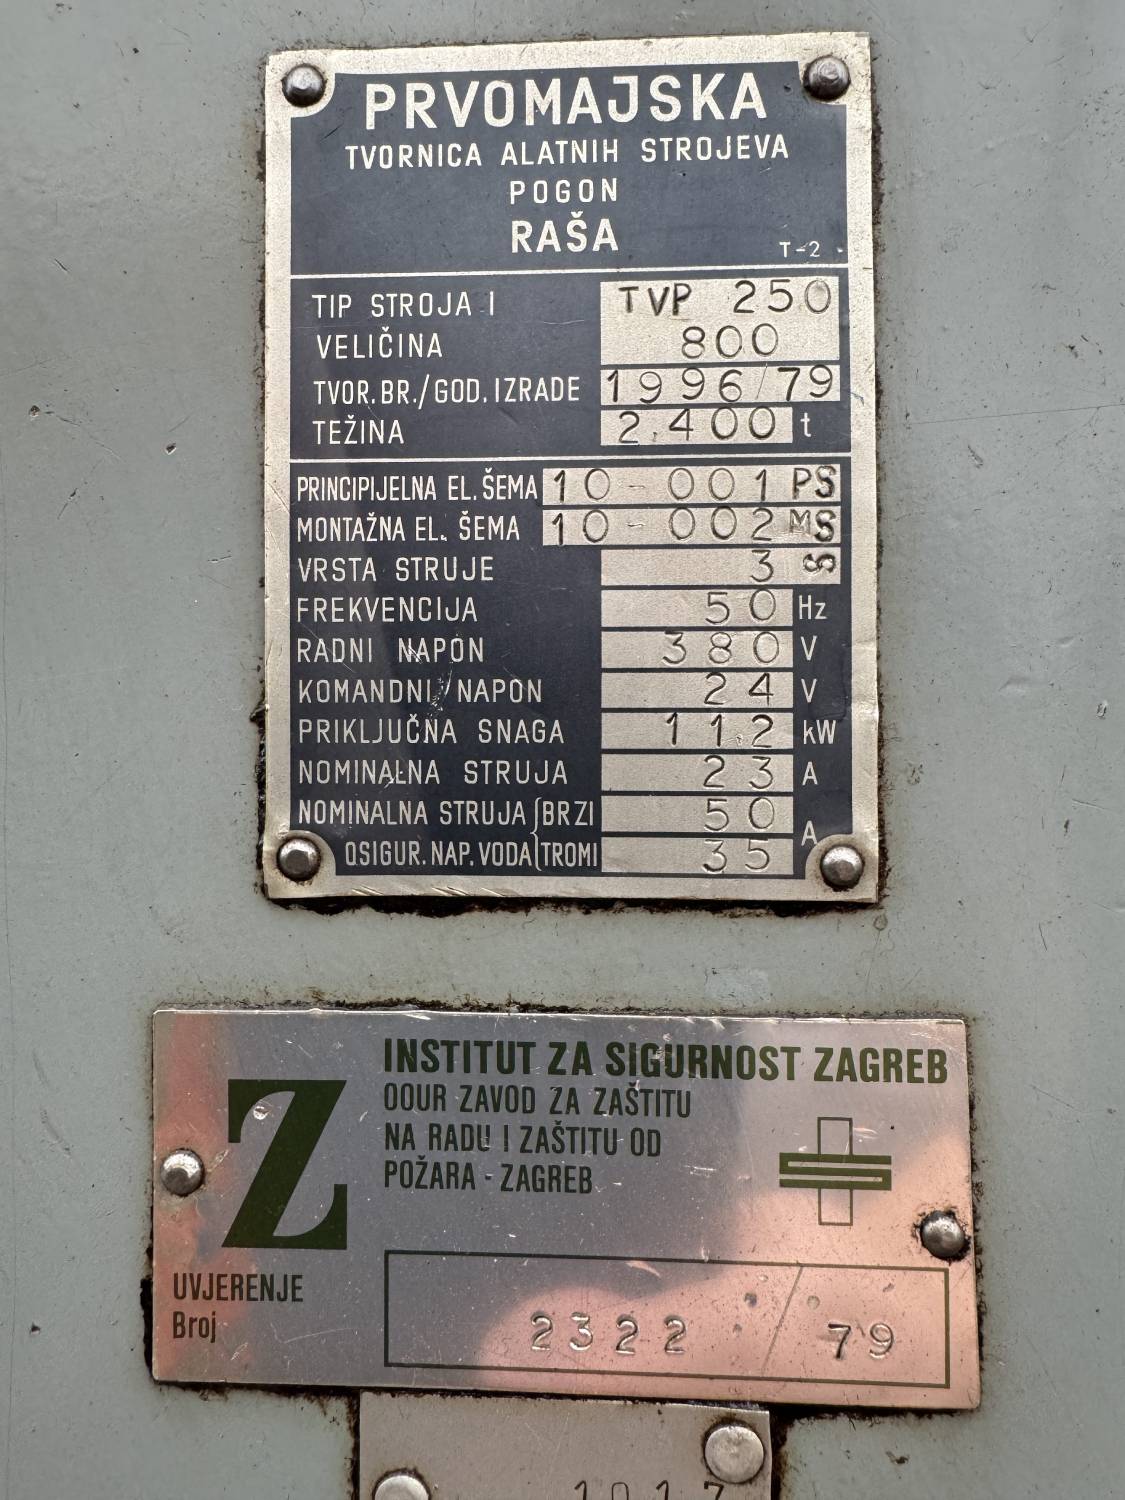 PRVOMAJSKA
TVORNICA ALATNIH STROJEVA
POGON
RAŠA
T-2
TIP STROJA I TVP 250
VELIČINA 800
TVOR. BR./GOD. IZRADE 1996/79
TEŽINA 2.400 t
PRINCIPIJELNA EL. ŠEMA 10-001 PS
MONTAŽNA EL. ŠEMA 10-002 MS
VRSTA STRUJE 3 ∞
FREKVENCIJA 50 Hz
RADNI NAPON 380 V
KOMANDNI NAPON 24 V
PRIKLJUČNA SNAGA 11.2 kW
NOMINALNA STRUJA 23 A
NOMINALNA STRUJA BRZI 50 A
OSIGUR. NAP. VODA TROMI 35
Z
INSTITUT ZA SIGURNOST ZAGREB
OOUR ZAVOD ZA ZAŠTITU
NA RADU I ZAŠTITU OD
POŽARA - ZAGREB
UVJERENJE
Broj 2322 / 79